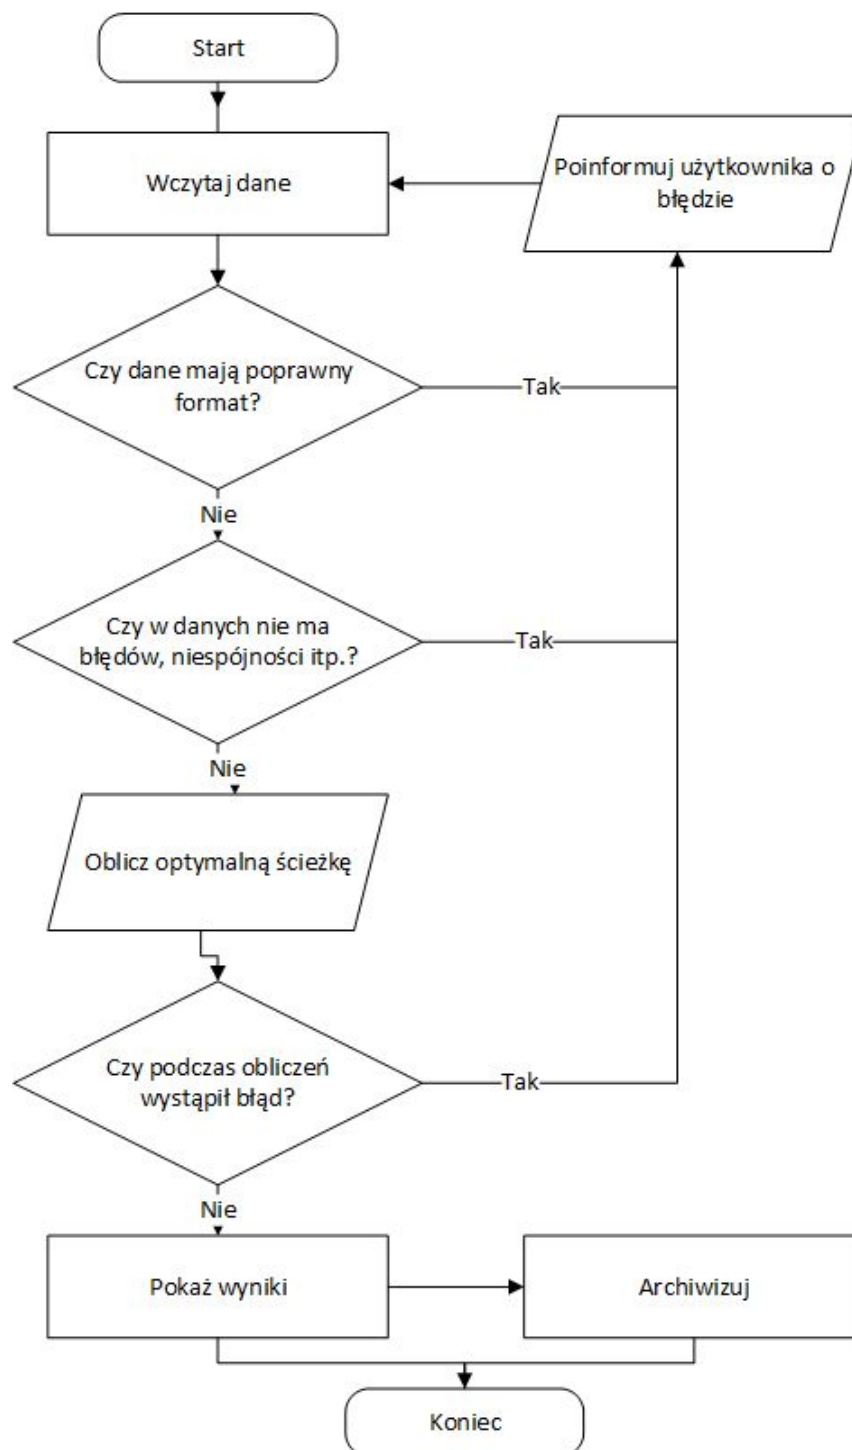 Start
Wczytaj dane
Poinformuj użytkownika o
błędzie
Czy dane mają poprawny
format?
Tak
Nie
Czy w danych nie ma
błędów, niespójności itp.?
Tak
Nie
Oblicz optymalną ścieżkę
Czy podczas obliczeń
wystąpił błąd?
Tak
Nie
Pokaż wyniki
Archiwizuj
Koniec